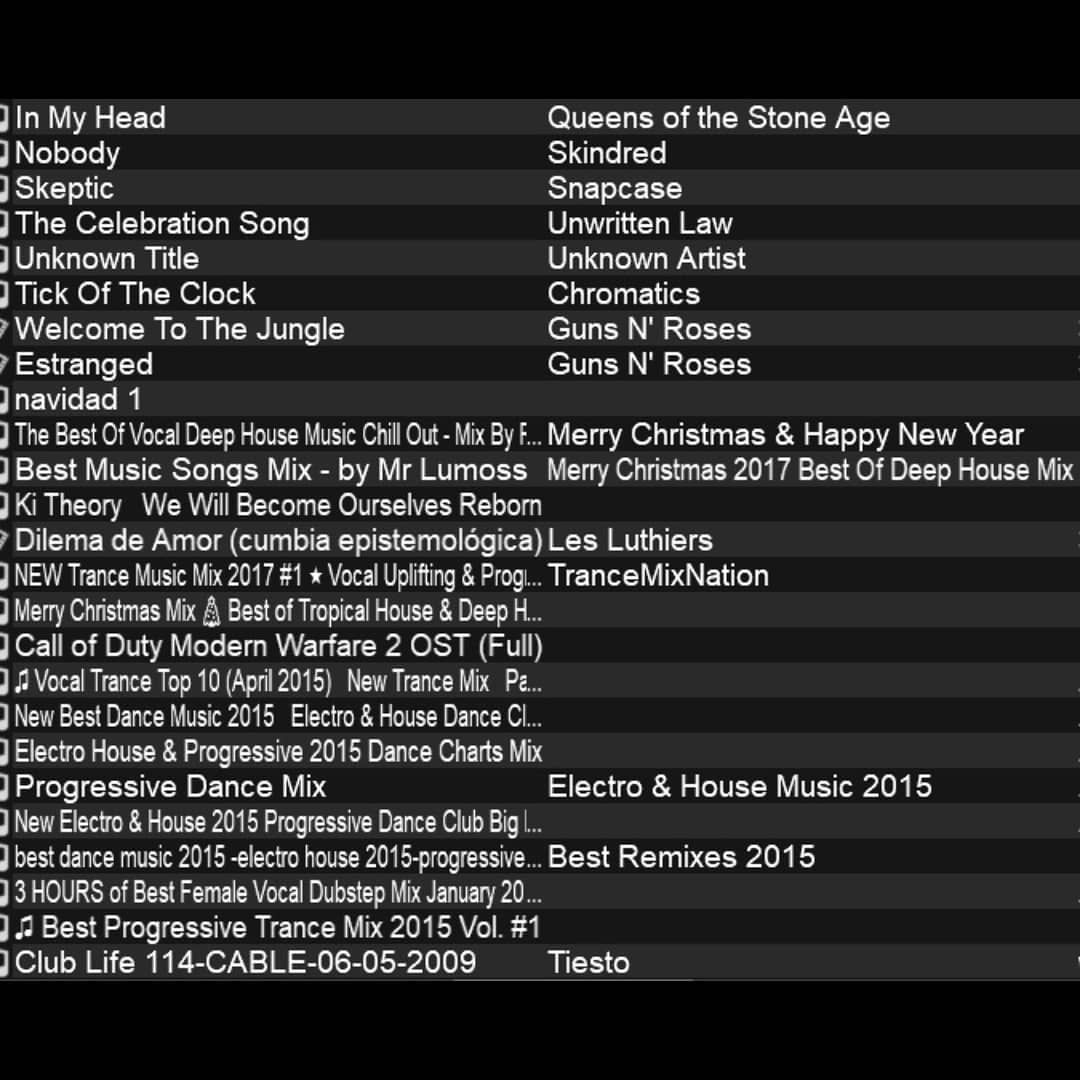 In My Head Queens of the Stone Age
Nobody Skindred
Skeptic Snapcase
The Celebration Song Unwritten Law
Unknown Title Unknown Artist
Tick Of The Clock Chromatics
Welcome To The Jungle Guns N' Roses
Estranged Guns N' Roses
navidad 1
The Best Of Vocal Deep House Music Chill Out - Mix By F... Merry Christmas & Happy New Year
Best Music Songs Mix - by Mr Lumoss Merry Christmas 2017 Best Of Deep House Mix
Ki Theory We Will Become Ourselves Reborn
Dilema de Amor (cumbia epistemológica) Les Luthiers
NEW Trance Music Mix 2017 #1 ★ Vocal Uplifting & Prog... TranceMixNation
Merry Christmas Mix 🎄 Best of Tropical House & Deep H...
Call of Duty Modern Warfare 2 OST (Full)
♫ Vocal Trance Top 10 (April 2015) New Trance Mix Pa...
New Best Dance Music 2015 Electro & House Dance Cl...
Electro House & Progressive 2015 Dance Charts Mix
Progressive Dance Mix Electro & House Music 2015
New Electro & House 2015 Progressive Dance Club Big ...
best dance music 2015 -electro house 2015-progressive... Best Remixes 2015
3 HOURS of Best Female Vocal Dubstep Mix January 20...
♫ Best Progressive Trance Mix 2015 Vol. #1
Club Life 114-CABLE-06-05-2009 Tiesto